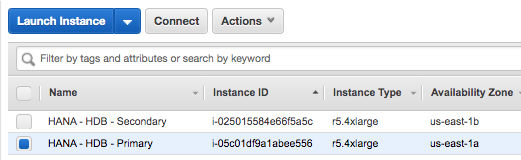 Launch Instance Connect Actions
Filter by tags and attributes or search by keyword
Name Instance ID Instance Type Availability Zone
HANA - HDB - Secondary i-025015584e66f5a5c r5.4xlarge us-east-1b
HANA - HDB - Primary i-05c01df9a1abee556 r5.4xlarge us-east-1a